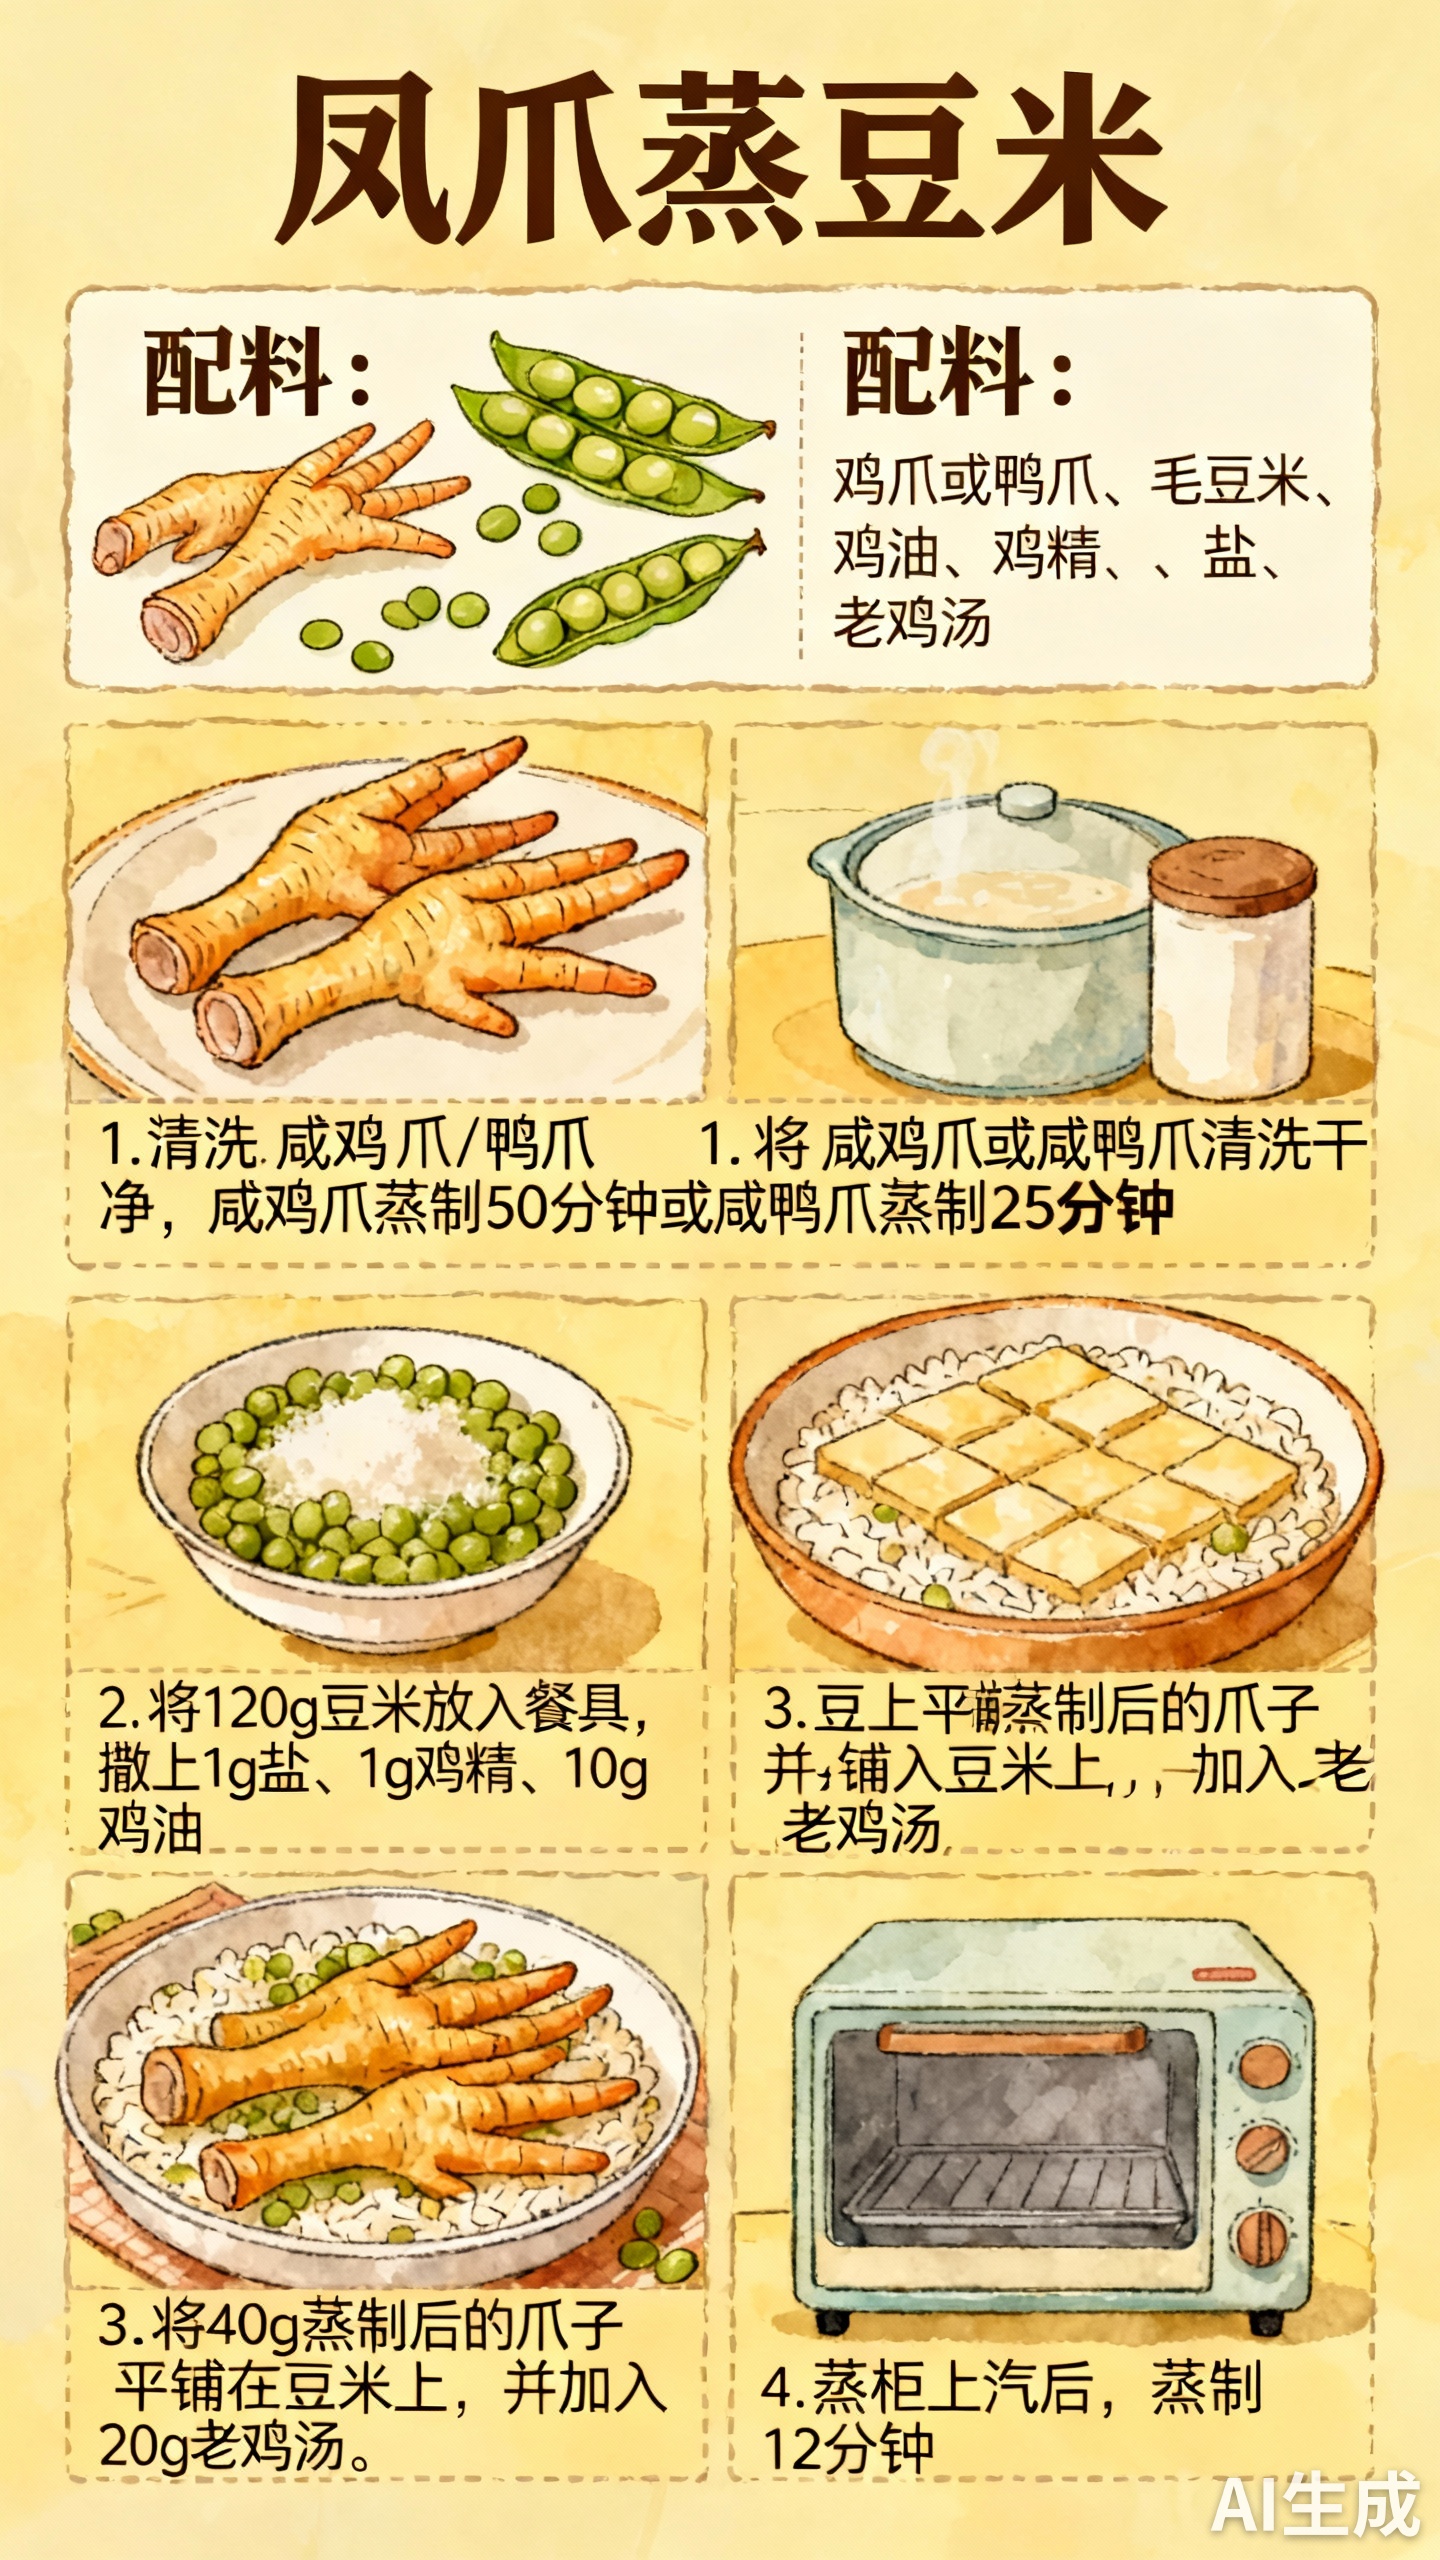 凤爪蒸豆米
配料：
配料：
鸡爪或鸭爪、毛豆米、
鸡油、鸡精、、盐、
老鸡汤
1.清洗.咸鸡爪/鸭爪
1.将咸鸡爪或咸鸭爪清洗干
净，咸鸡爪蒸制50分钟或咸鸭爪蒸制25分钟
2.将120g豆米放入餐具，
撒上1g盐、1g鸡精、10g
鸡油
3.豆上平蒸制后的爪子
并,铺入豆米上,,,一加入.老
老鸡汤.
3.将40g蒸制后的爪子
平铺在豆米上，并加入
20g老鸡汤。
4.蒸柜上汽后，蒸制
12分钟
AI生成